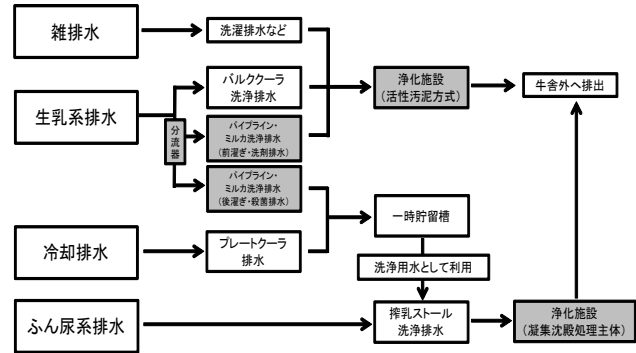 雑排水
洗濯排水など
生乳系排水
分流器
バルククーラ
洗浄排水
パイプライン・
ミルカ洗浄排水
(前濯ぎ・洗剤排水)
パイプライン・
ミルカ洗浄排水
(後濯ぎ・殺菌排水)
浄化施設
(活性汚泥方式)
牛舎外へ排出
冷却排水
プレートクーラ
排水
一時貯留槽
洗浄用水として利用
ふん尿系排水
搾乳ストール
洗浄排水
浄化施設
(凝集沈殿処理主体)